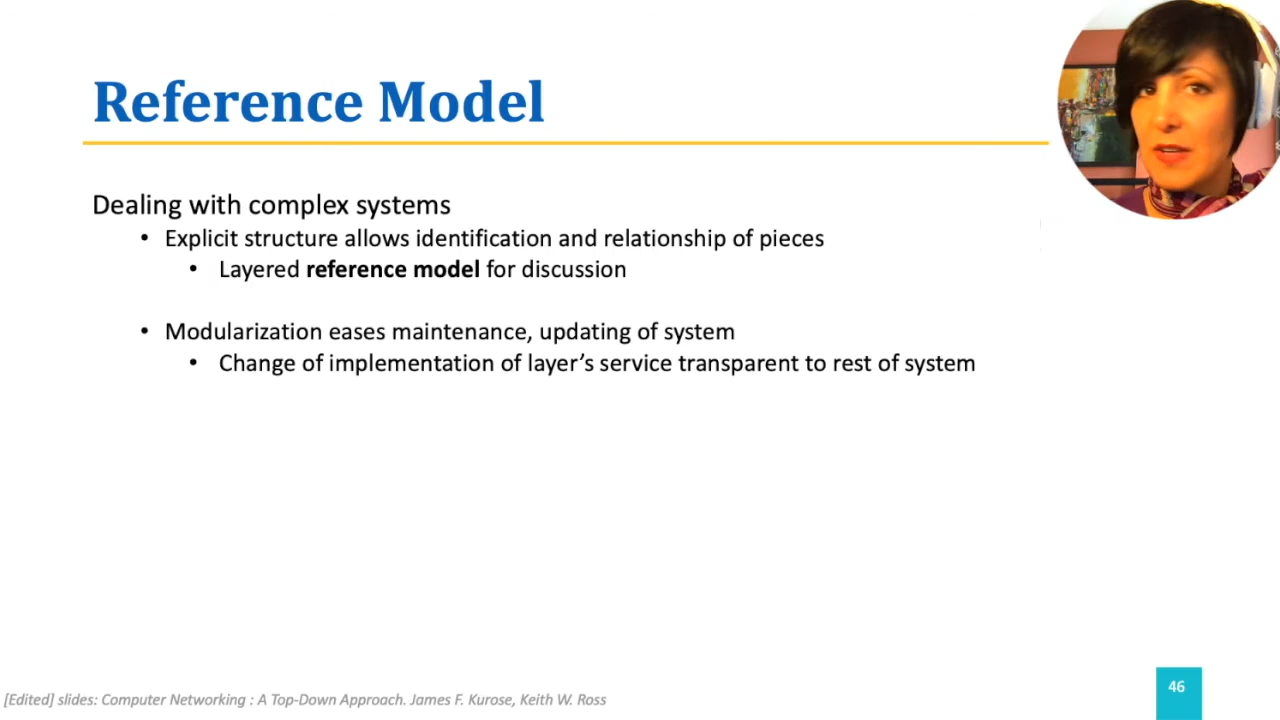 Reference Model
Dealing with complex systems
• Explicit structure allows identification and relationship of pieces
• Layered reference model for discussion
• Modularization eases maintenance, updating of system
• Change of implementation of layer’s service transparent to rest of system
[Edited] slides: Computer Networking : A Top-Down Approach. James F. Kurose, Keith W. Ross
46